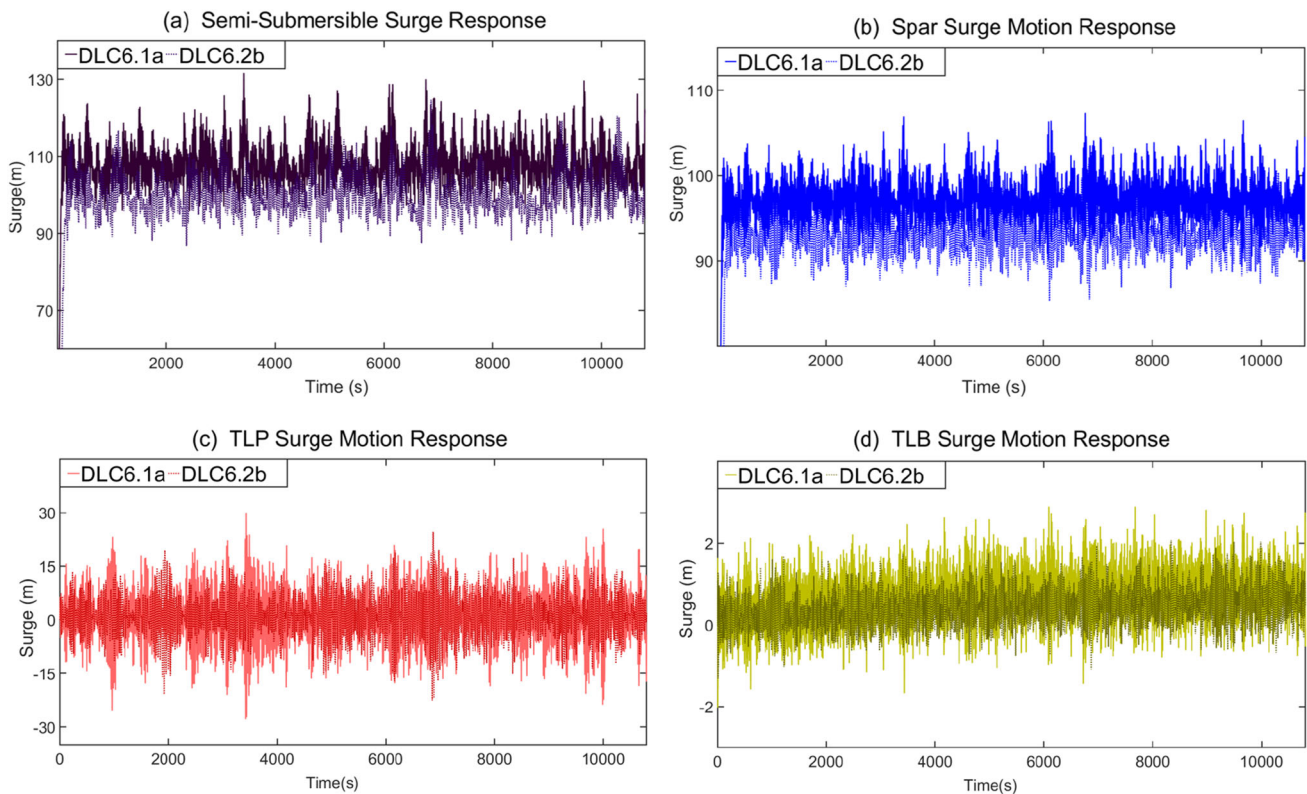 (a) Semi-Submersible Surge Response
DLC6.1a DLC6.2b
130
110
90
70
Surge(m)
2000 4000 6000 8000 10000
Time (s)
(b) Spar Surge Motion Response
DLC6.1a DLC6.2b
110
100
90
Surge (m)
2000 4000 6000 8000 10000
Time (s)
(c) TLP Surge Motion Response
DLC6.1a DLC6.2b
30
15
0
-15
-30
Surge (m)
0 2000 4000 6000 8000 10000
Time(s)
(d) TLB Surge Motion Response
DLC6.1a DLC6.2b
2
0
-2
Surge (m)
0 2000 4000 6000 8000 10000
Time(s)